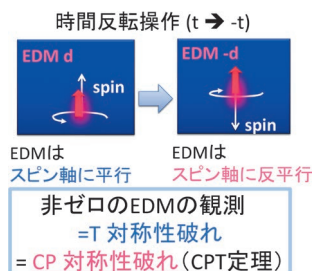 時間反転操作 (t ➔ -t)
EDM d
spin
EDM -d
spin
EDMは
スピン軸に平行
EDMは
スピン軸に反平行
非ゼロのEDMの観測
=T 対称性破れ
= CP 対称性破れ(CPT定理)